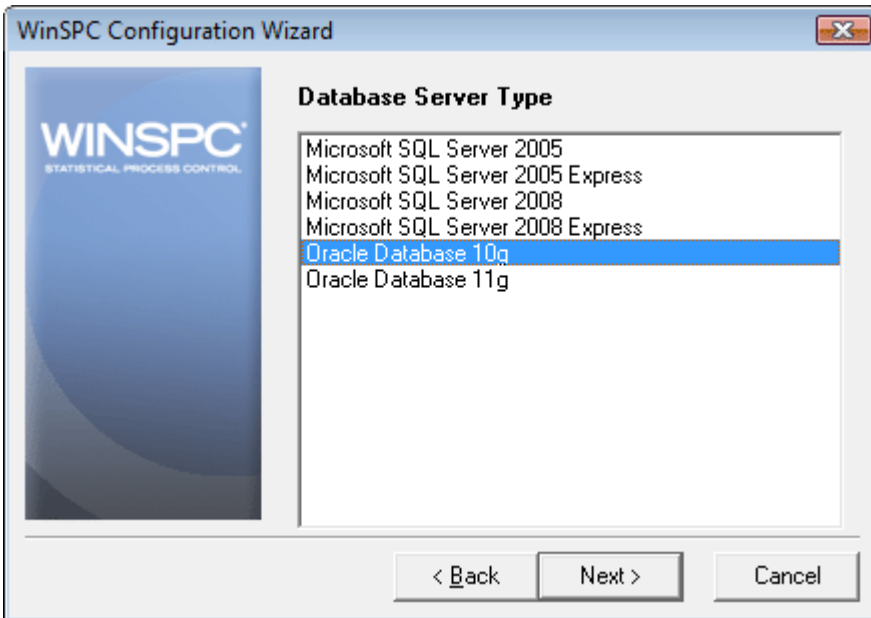 WinSPC Configuration Wizard
WINSPC
STATISTICAL PROCESS CONTROL
Database Server Type
Microsoft SQL Server 2005
Microsoft SQL Server 2005 Express
Microsoft SQL Server 2008
Microsoft SQL Server 2008 Express
Oracle Database 10g
Oracle Database 11g
< Back
Next >
Cancel